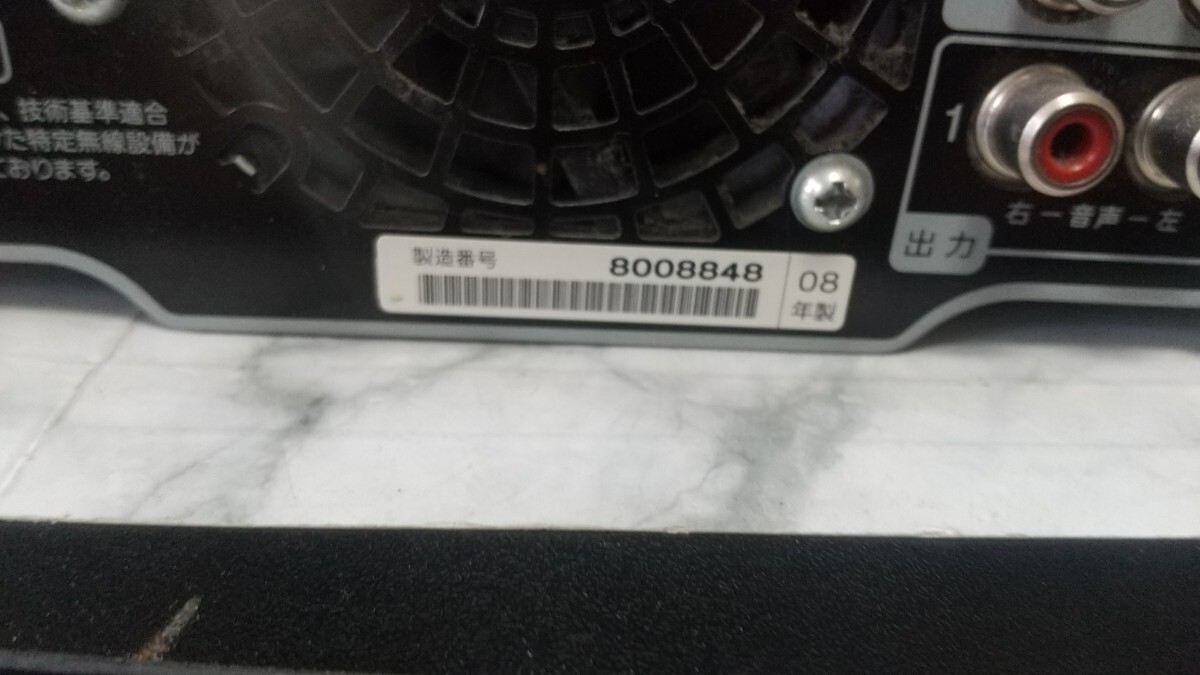 、技術基準適合
た特定無線設備が
ております。
製造番号
8008848
08
年製
1
右ー音声ー左
出力